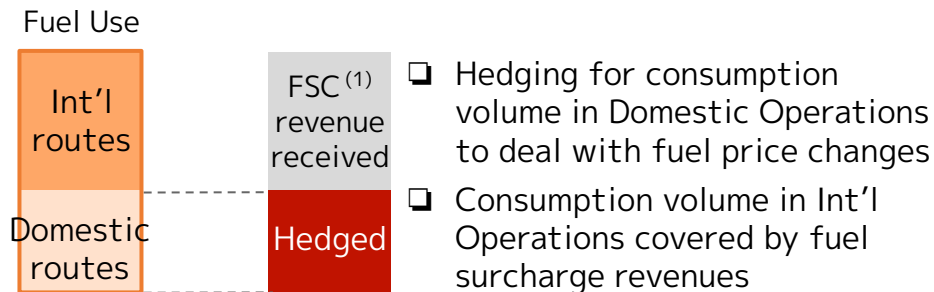 Fuel Use
Int’l
routes
Domestic
routes
FSC (1)
revenue
received
Hedged
❏ Hedging for consumption
volume in Domestic Operations
to deal with fuel price changes
❏ Consumption volume in Int’l
Operations covered by fuel
surcharge revenues